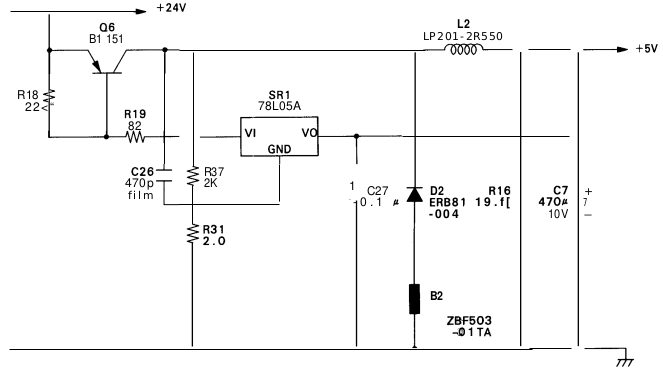 +24V
Q6
B1 151
L2
LP201-2R550
+5V
R18
22
R19
82
SR1
78L05A
VI
VO
GND
C26
470p
film
R37
2K
R31
2.0
1
C27
0.1 µ
D2
ERB81
-004
R16
19.f[
C7
470µ
10V
+
7
−
B2
ZBF503
-01TA